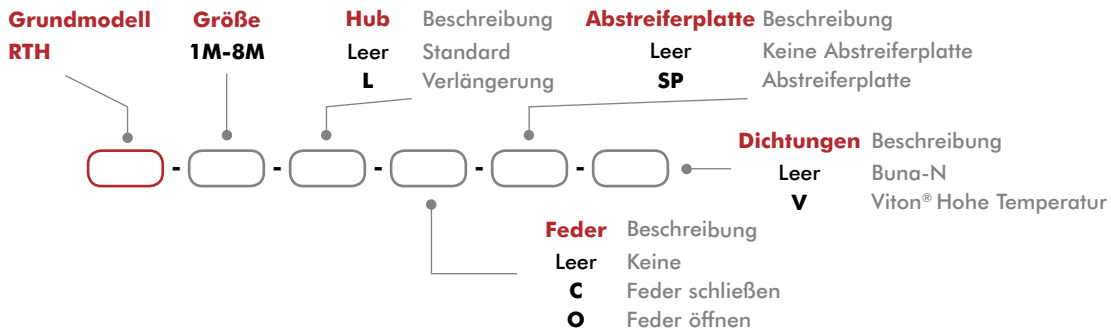 Grundmodell Größe Hub Beschreibung Abstreiferplatte Beschreibung
RTH 1M-8M Leer Standard Leer Keine Abstreiferplatte
L Verlängerung SP Abstreiferplatte
Dichtungen Beschreibung
- - - - -
Leer Buna-N
V Viton® Hohe Temperatur
Feder Beschreibung
Leer Keine
C Feder schließen
O Feder öffnen